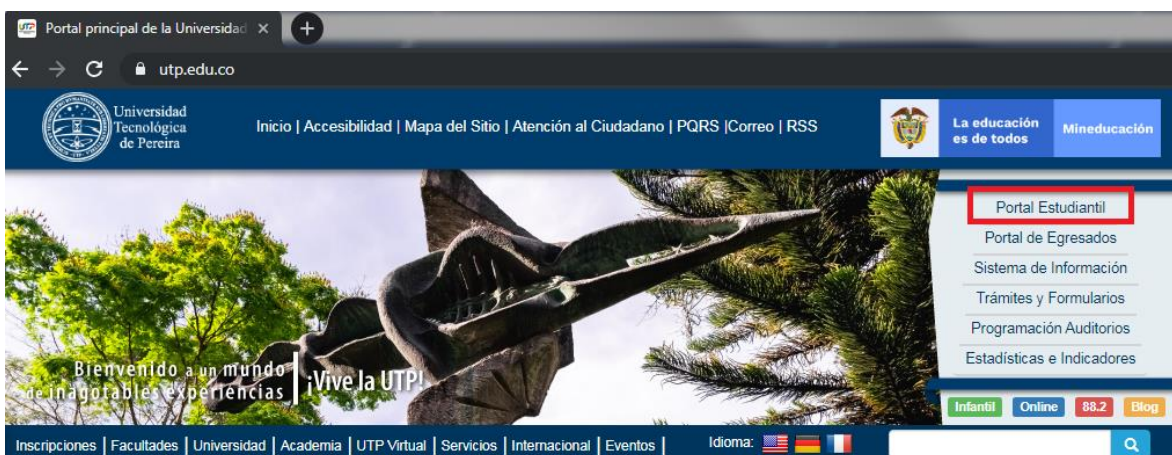 Portal principal de la Universidad
utp.edu.co
Universidad
Tecnológica
de Pereira
Inicio | Accesibilidad | Mapa del Sitio | Atención al Ciudadano | PQRS |Correo | RSS
La educación
es de todos
Mineducación
Portal Estudiantil
Portal de Egresados
Sistema de Información
Trámites y Formularios
Programación Auditorios
Estadísticas e Indicadores
Bienvenido a un mundo
de inagotables experiencias
¡Vive la UTP!
Infantil Online 88.2 Blog
Inscripciones | Facultades | Universidad | Academia | UTP Virtual | Servicios | Internacional | Eventos |
Idioma: